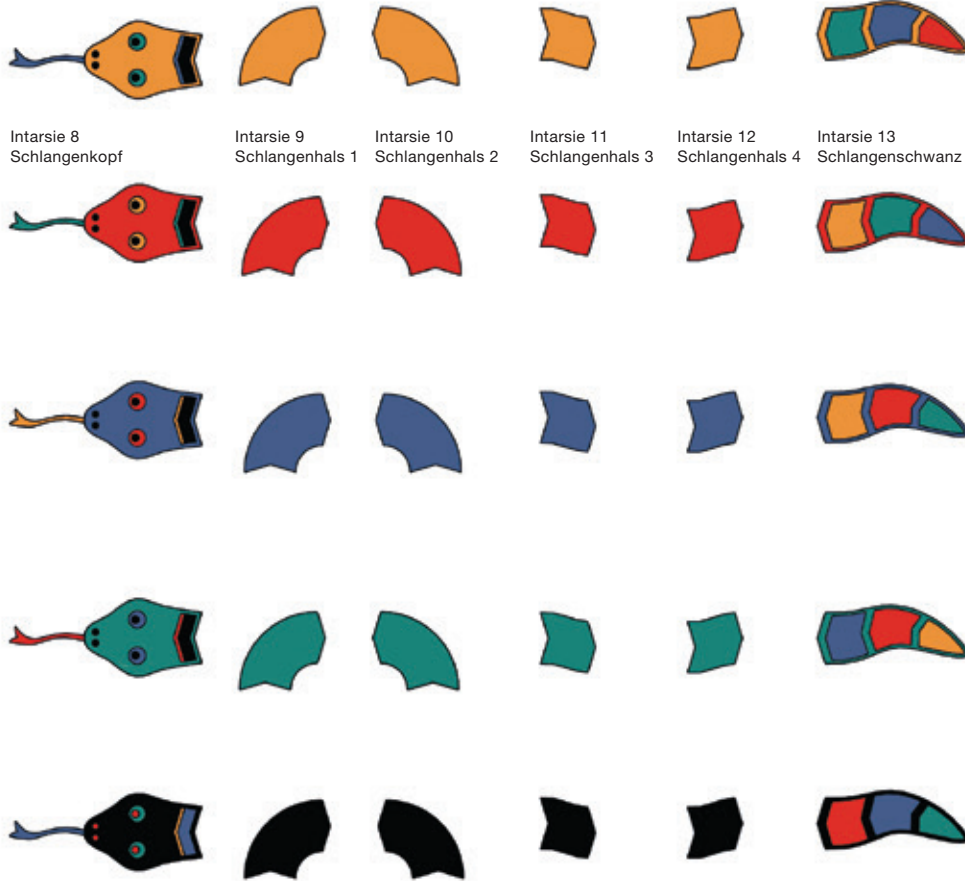 Intarsie 8
Schlangenkopf
Intarsie 9
Schlangenhals 1
Intarsie 10
Schlangenhals 2
Intarsie 11
Schlangenhals 3
Intarsie 12
Schlangenhals 4
Intarsie 13
Schlangenschwanz